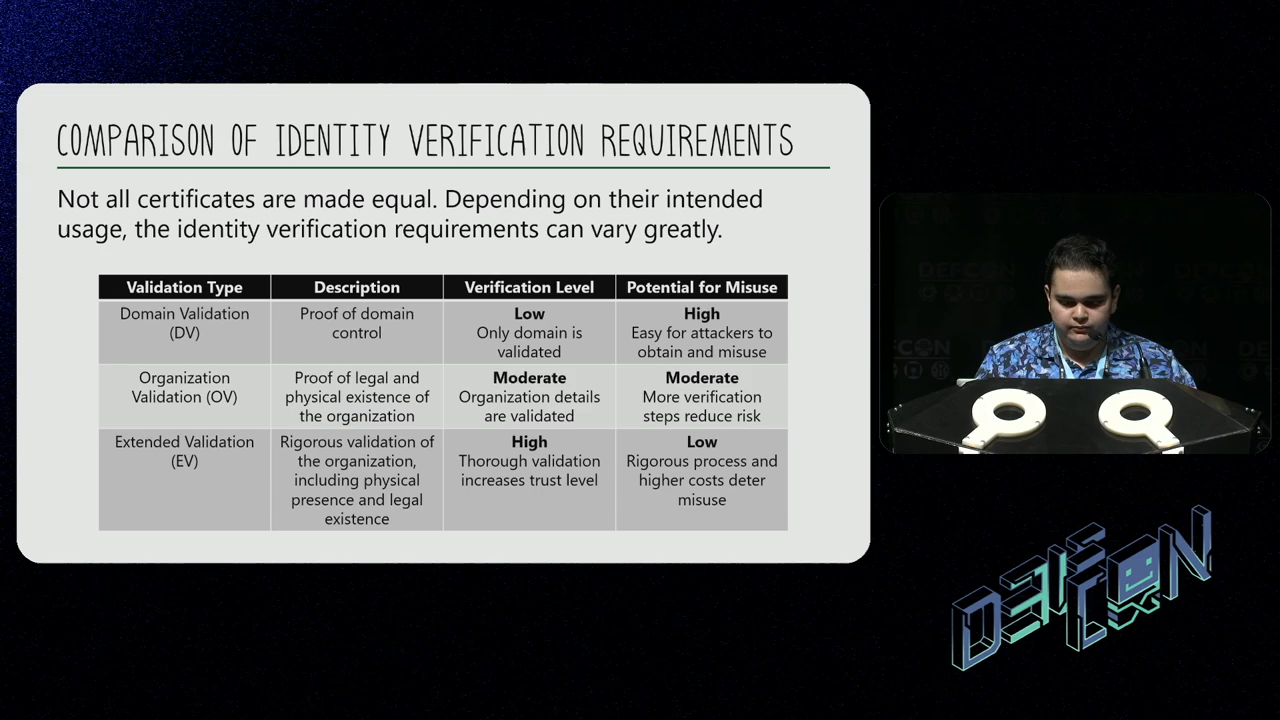 COMPARISON OF IDENTITY VERIFICATION REQUIREMENTS
Not all certificates are made equal. Depending on their intended
usage, the identity verification requirements can vary greatly.
Validation Type
Description
Verification Level
Potential for Misuse
Domain Validation
(DV)
Proof of domain
control
Low
Only domain is
validated
High
Easy for attackers to
obtain and misuse
Organization
Validation (OV)
Proof of legal and
physical existence of
the organization
Moderate
Organization details
are validated
Moderate
More verification
steps reduce risk
Extended Validation
(EV)
Rigorous validation of
the organization,
including physical
presence and legal
existence
High
Thorough validation
increases trust level
Low
Rigorous process and
higher costs deter
misuse
DEFCON
DEFCON
DEF
CON